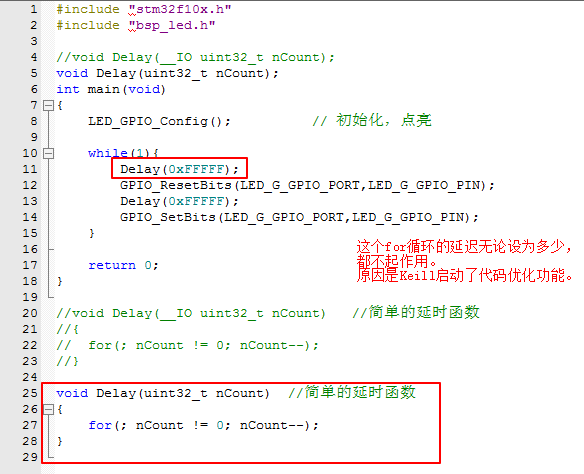 1 #include "stm32f10x.h"
2 #include "bsp_led.h"
3
4 //void Delay(__IO uint32_t nCount);
5 void Delay(uint32_t nCount);
6 int main(void)
7 {
8 LED_GPIO_Config(); // 初始化，点亮
9
10 while(1){
11 Delay(0xFFFFF);
12 GPIO_ResetBits(LED_G_GPIO_PORT,LED_G_GPIO_PIN);
13 Delay(0xFFFFF);
14 GPIO_SetBits(LED_G_GPIO_PORT,LED_G_GPIO_PIN);
15 }
这个for循环的延迟无论设为多少，
16
都不起作用。
原因是Keill启动了代码优化功能。
17 return 0;
18 }
19
20 //void Delay(__IO uint32_t nCount) //简单的延时函数
21 //{
22 // for(; nCount != 0; nCount--);
23 //}
24
25 void Delay(uint32_t nCount) //简单的延时函数
26 {
27 for(; nCount != 0; nCount--);
28 }
29